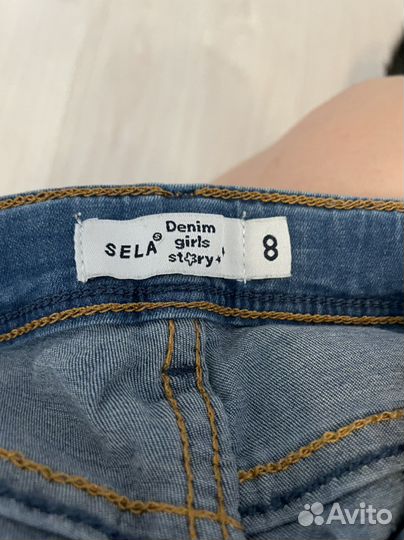 SELA
Denim
girls
story
8
Avito